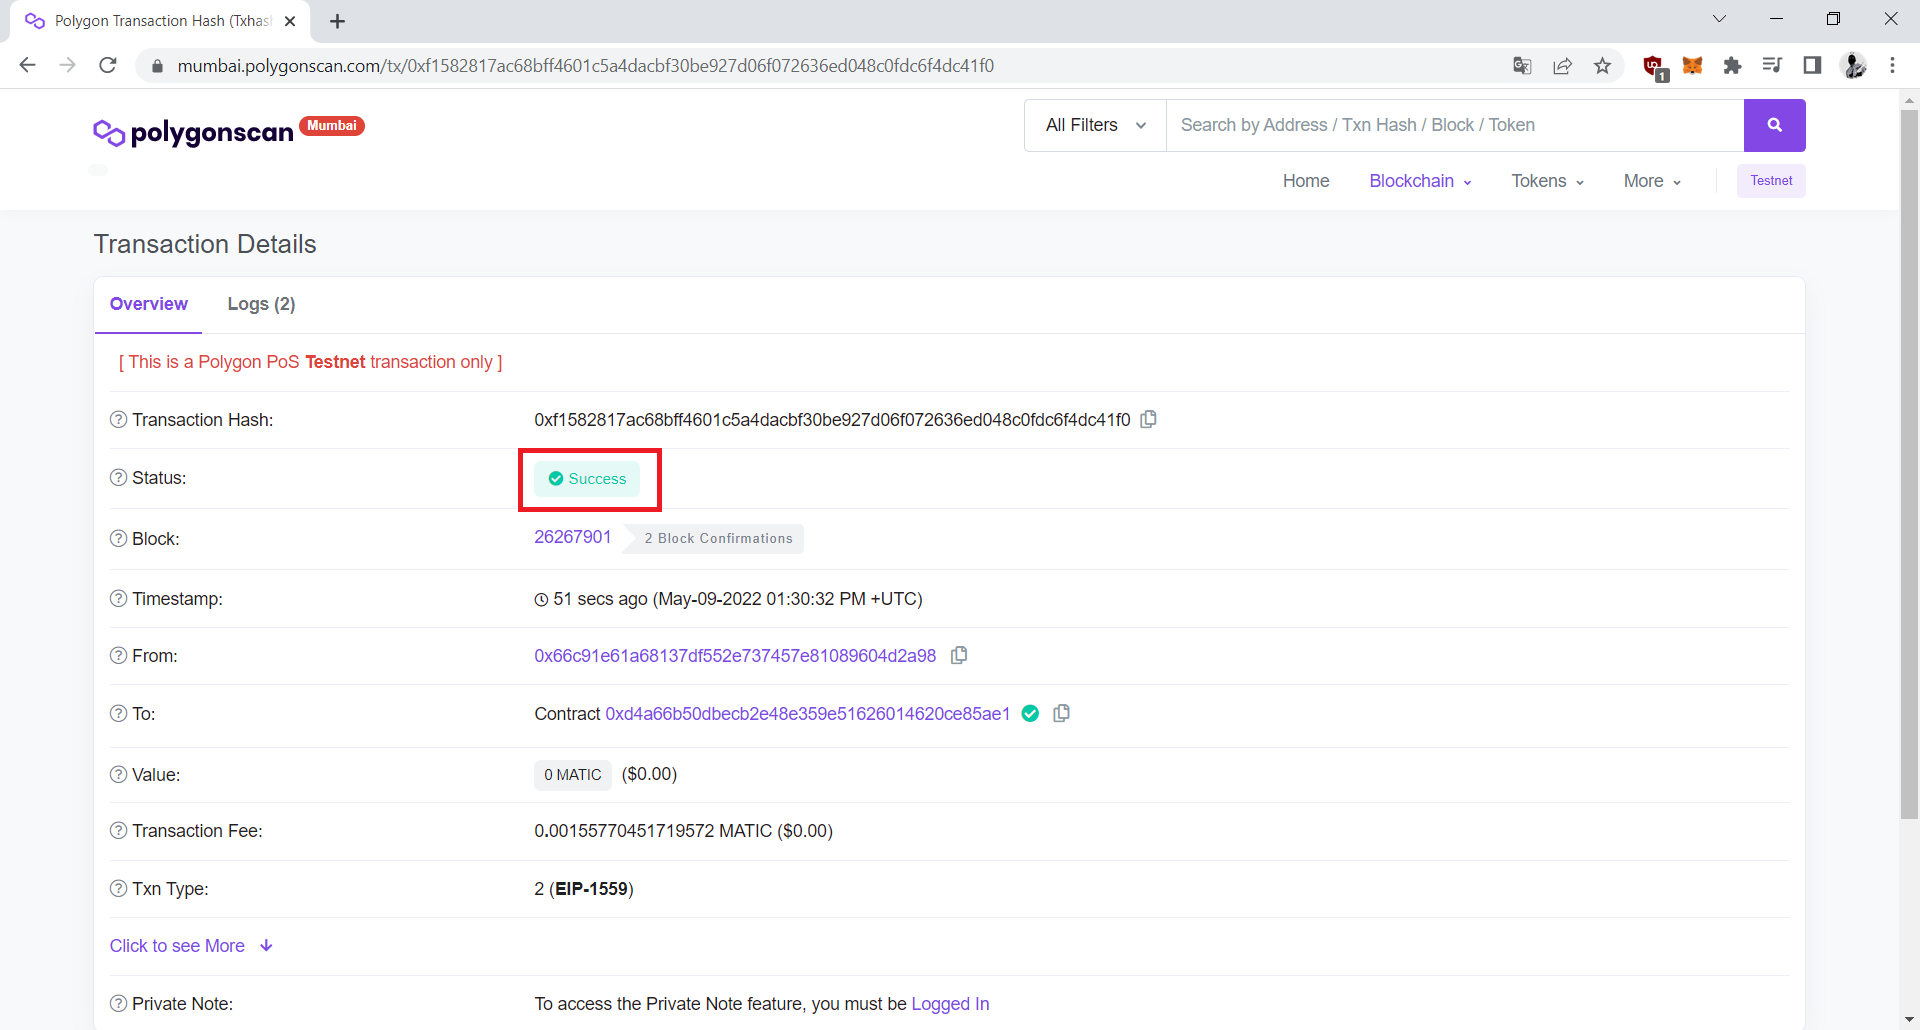 Polygon Transaction Hash (Txhash
mumbai.polygonscan.com/tx/0xf1582817ac68bff4601c5a4dacbf30be927d06f072636ed048c0fdc6f4dc41f0
1
polygonscan Mumbai
All Filters Search by Address / Txn Hash / Block / Token
Home Blockchain Tokens More Testnet
Transaction Details
Overview Logs (2)
[ This is a Polygon PoS Testnet transaction only ]
Transaction Hash: 0xf1582817ac68bff4601c5a4dacbf30be927d06f072636ed048c0fdc6f4dc41f0
Status: Success
Block: 26267901 2 Block Confirmations
Timestamp: 51 secs ago (May-09-2022 01:30:32 PM +UTC)
From: 0x66c91e61a68137df552e737457e81089604d2a98
To: Contract 0xd4a66b50dbecb2e48e359e51626014620ce85ae1
Value: 0 MATIC ($0.00)
Transaction Fee: 0.00155770451719572 MATIC ($0.00)
Txn Type: 2 (EIP-1559)
Click to see More
Private Note: To access the Private Note feature, you must be Logged In